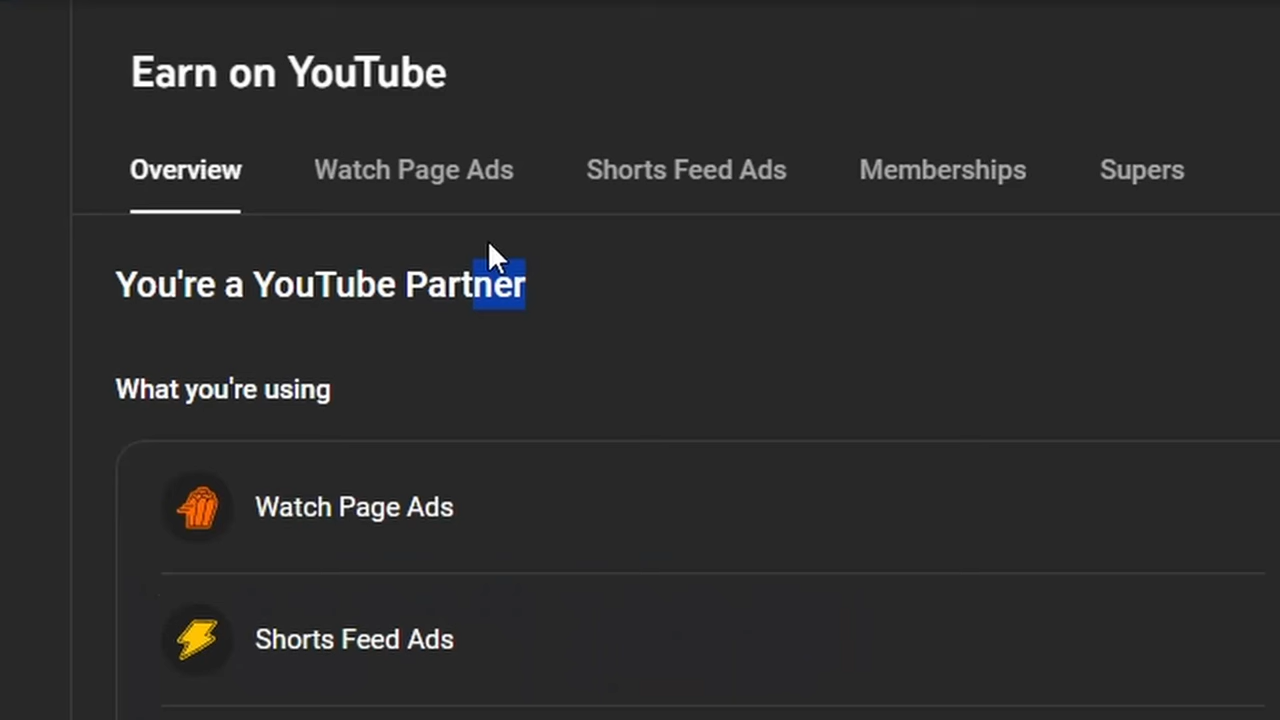 Earn on YouTube
Overview Watch Page Ads Shorts Feed Ads Memberships Supers
You're a YouTube Partner
What you're using
Watch Page Ads
Shorts Feed Ads